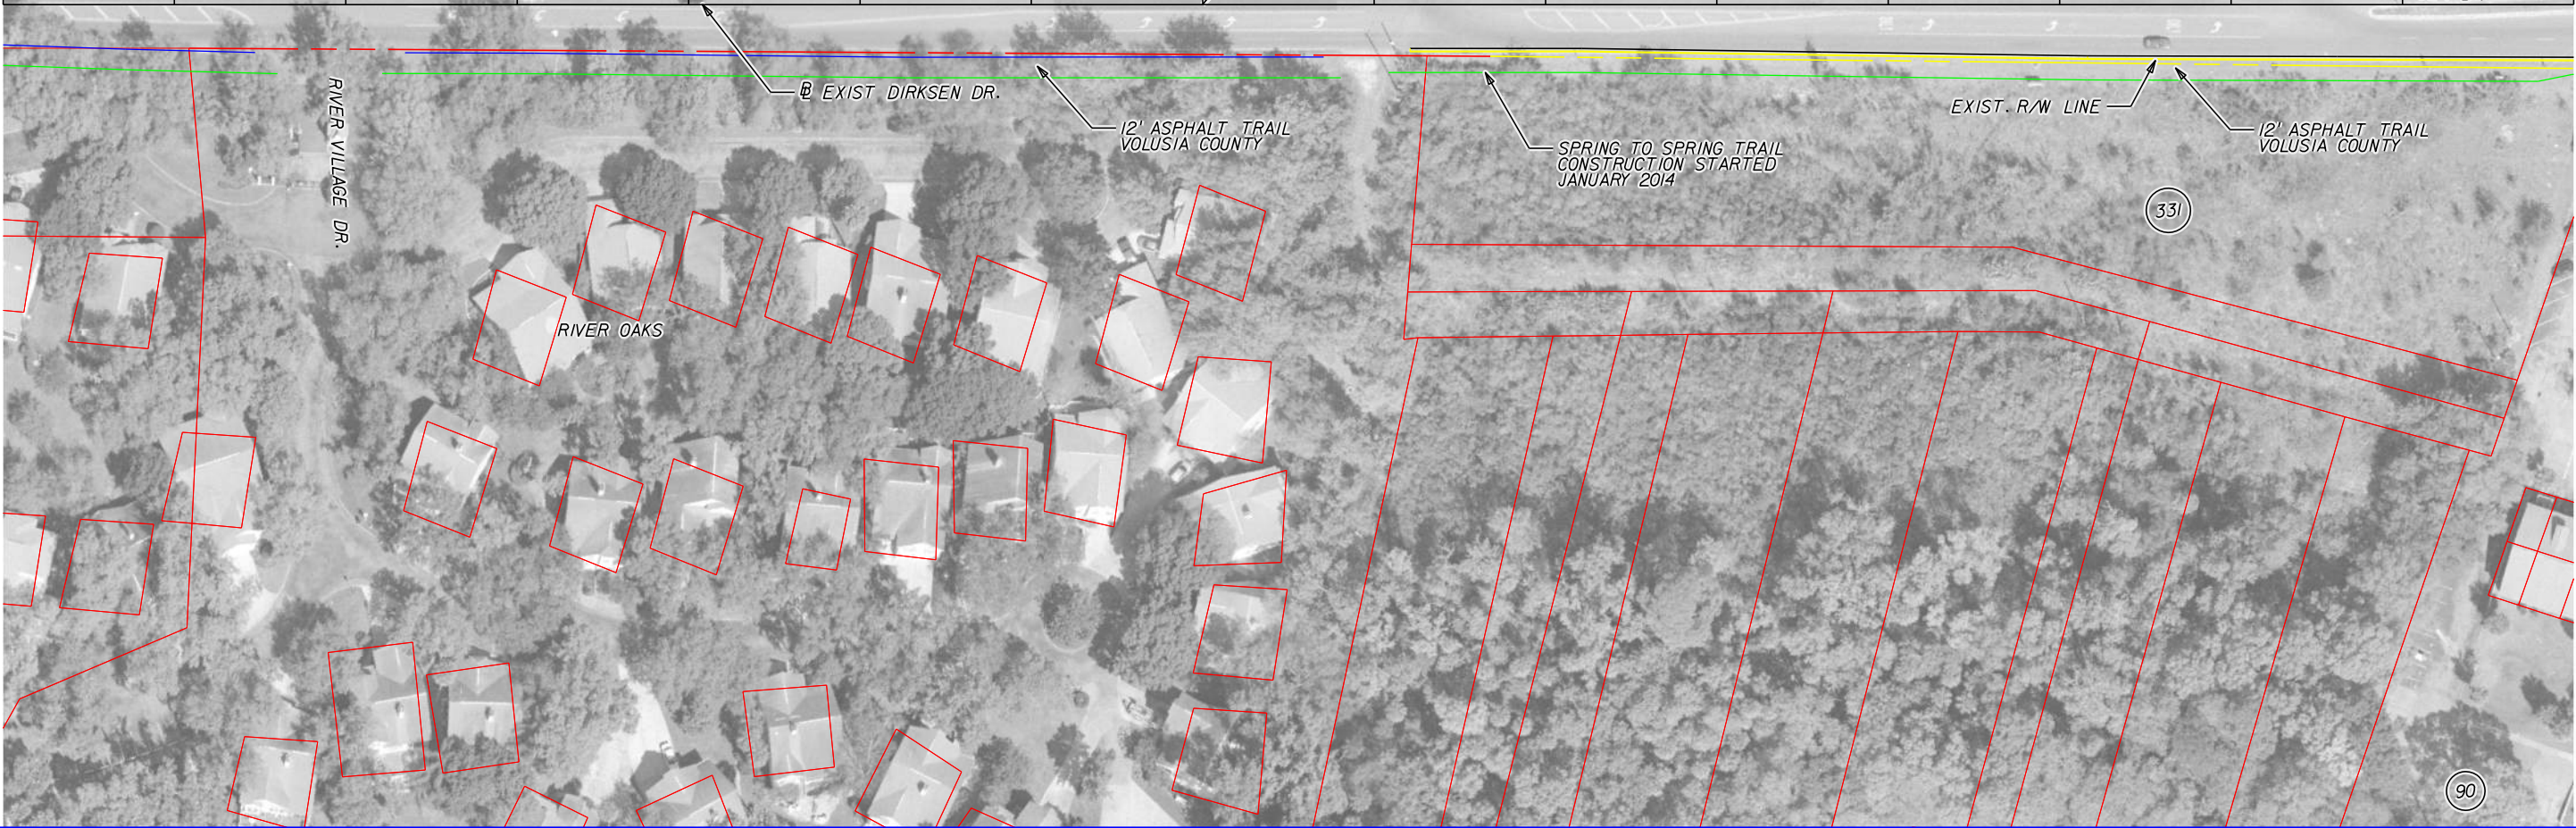 RIVER VILLAGE DR.
EXIST DIRKSEN DR.
12' ASPHALT TRAIL
VOLUSIA COUNTY
SPRING TO SPRING TRAIL
CONSTRUCTION STARTED
JANUARY 2014
EXIST. R/W LINE
12' ASPHALT TRAIL
VOLUSIA COUNTY
331
RIVER OAKS
90